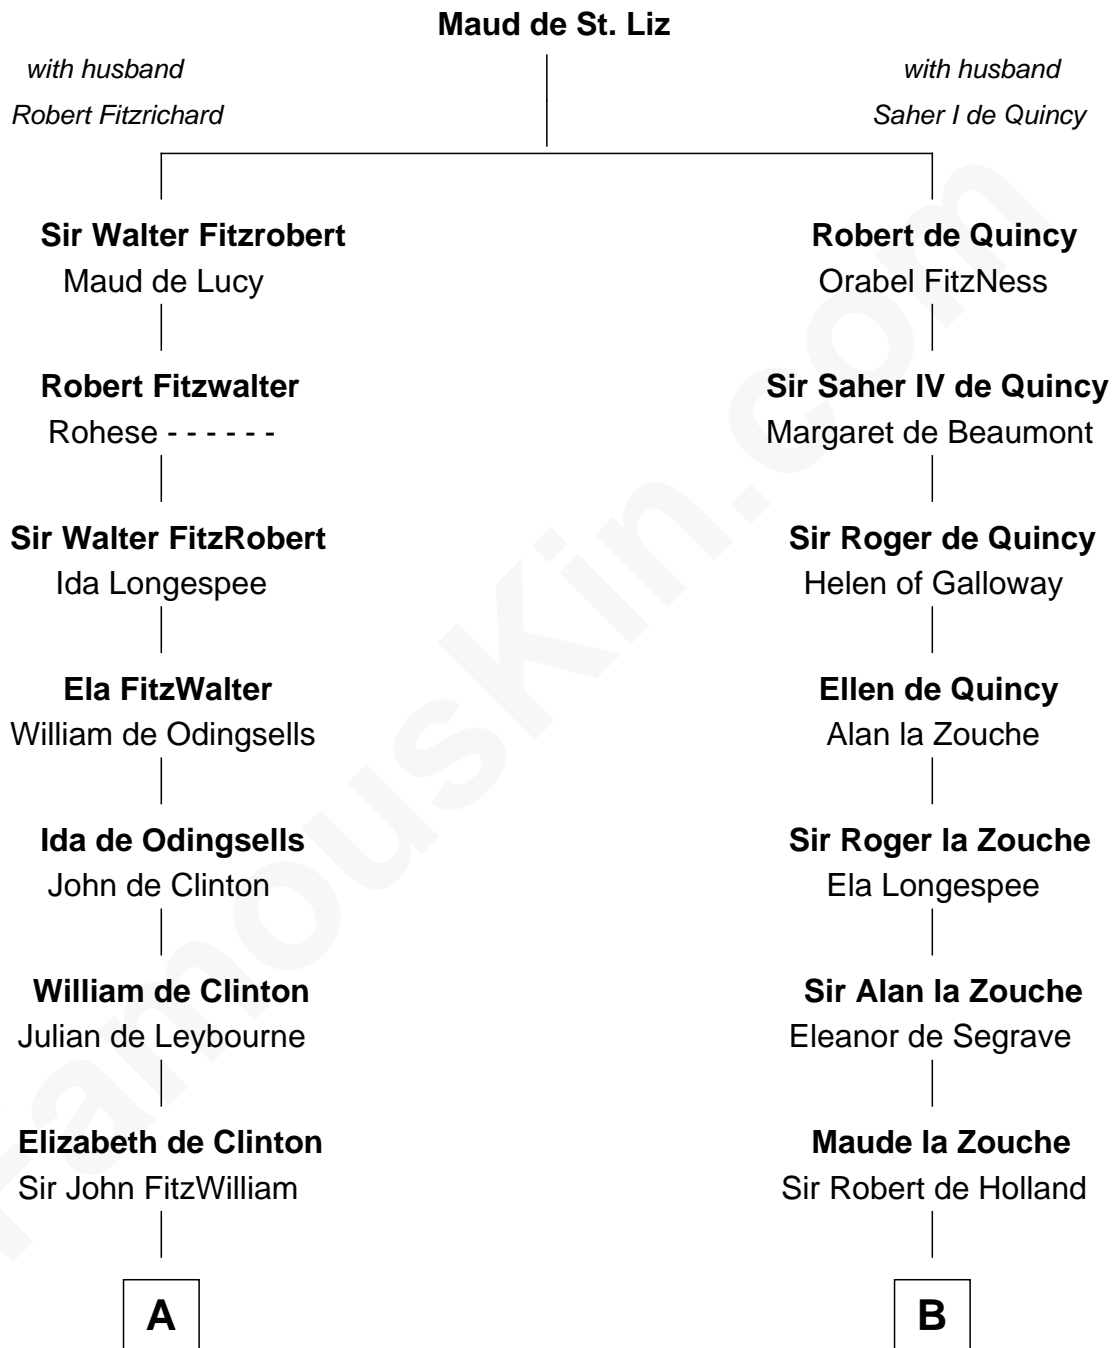 Maud de St. Liz
with husband
Robert Fitzrichard
with husband
Saher I de Quincy
Sir Walter Fitzrobert
Maud de Lucy
Robert de Quincy
Orabel FitzNess
Robert Fitzwalter
Rohese - - - - - -
Sir Saher IV de Quincy
Margaret de Beaumont
Sir Walter FitzRobert
Ida Longespee
Sir Roger de Quincy
Helen of Galloway
Ela FitzWalter
William de Odingsells
Ellen de Quincy
Alan la Zouche
Ida de Odingsells
John de Clinton
Sir Roger la Zouche
Ela Longespee
William de Clinton
Julian de Leybourne
Sir Alan la Zouche
Eleanor de Segrave
Elizabeth de Clinton
Sir John FitzWilliam
Maude la Zouche
Sir Robert de Holland
A
B
FamousKin.com